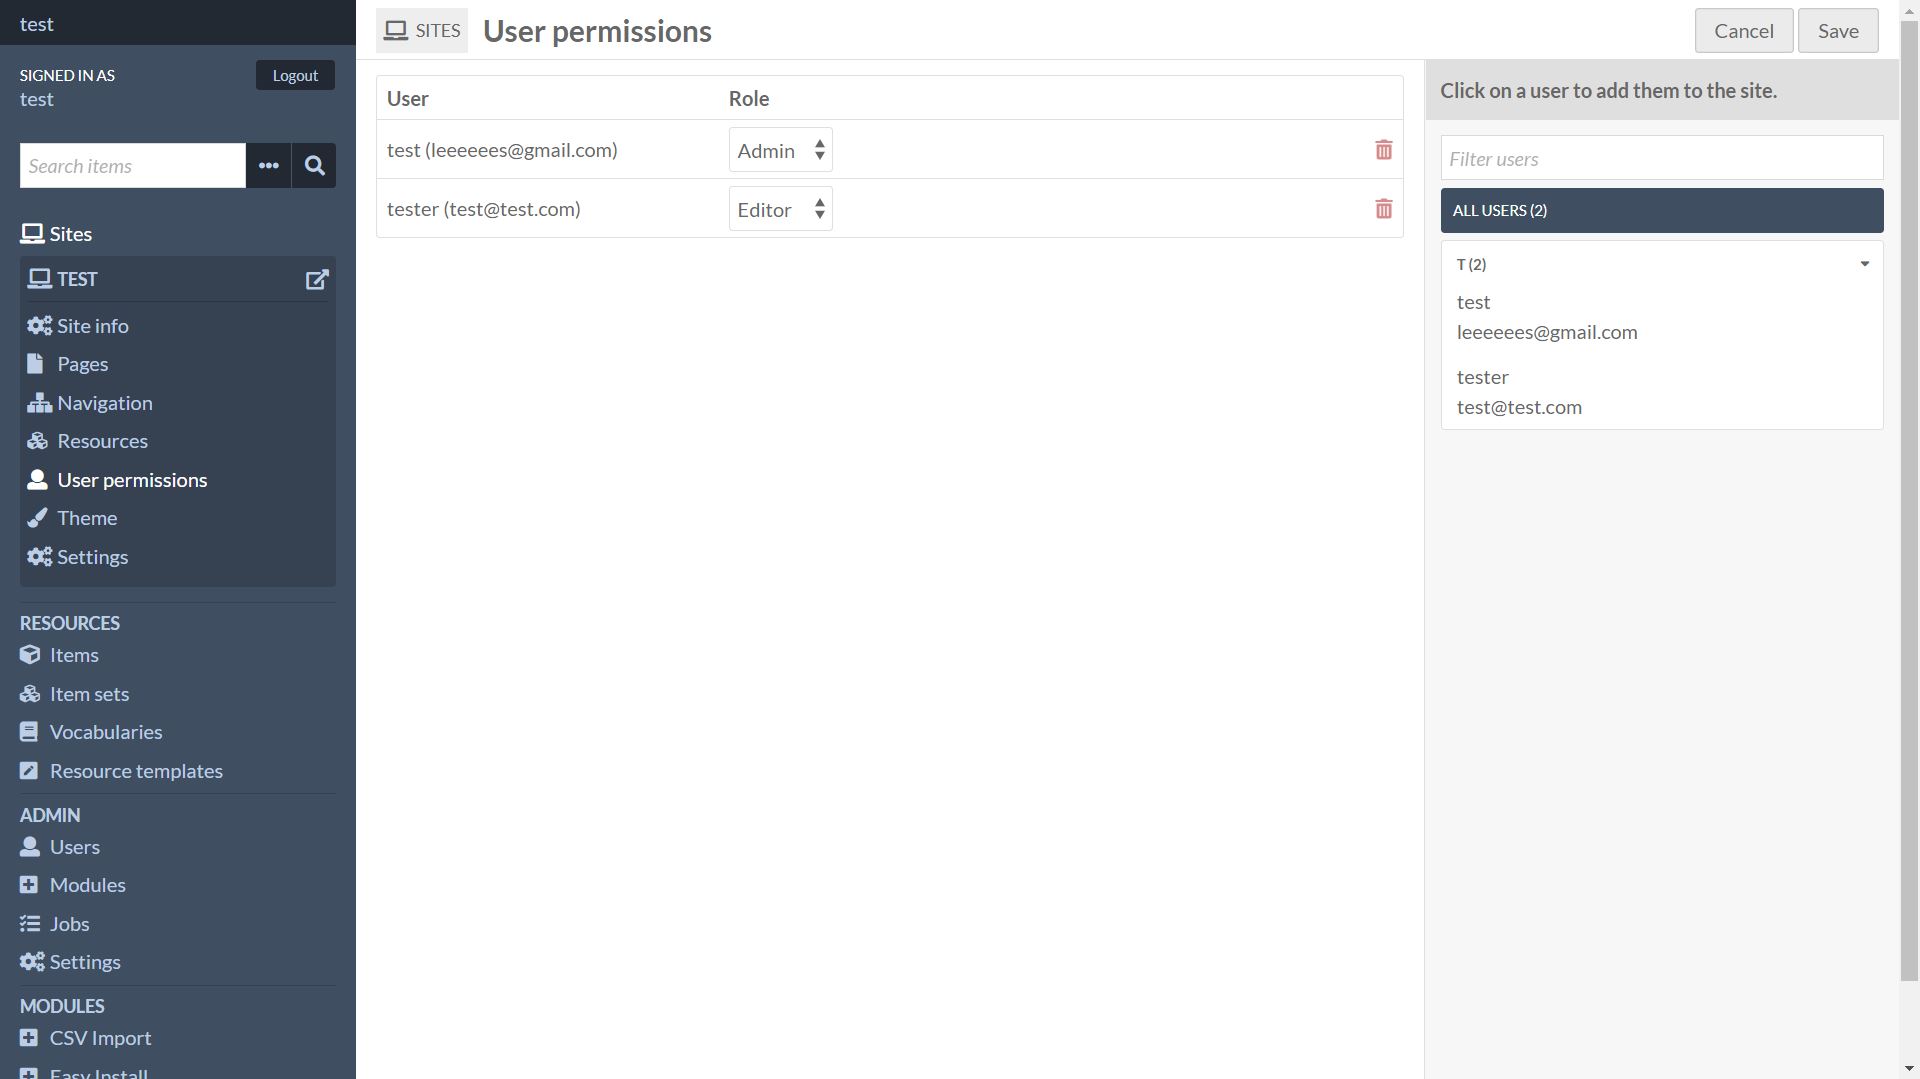 test
SIGNED IN AS
Logout
test
Search items
Sites
TEST
Site info
Pages
Navigation
Resources
User permissions
Theme
Settings
RESOURCES
Items
Item sets
Vocabularies
Resource templates
ADMIN
Users
Modules
Jobs
Settings
MODULES
CSV Import
Easy Install
SITES User permissions
Cancel
Save
User Role
test (leeeeees@gmail.com) Admin
tester (test@test.com) Editor
Click on a user to add them to the site.
Filter users
ALL USERS (2)
T (2)
test
leeeeees@gmail.com
tester
test@test.com